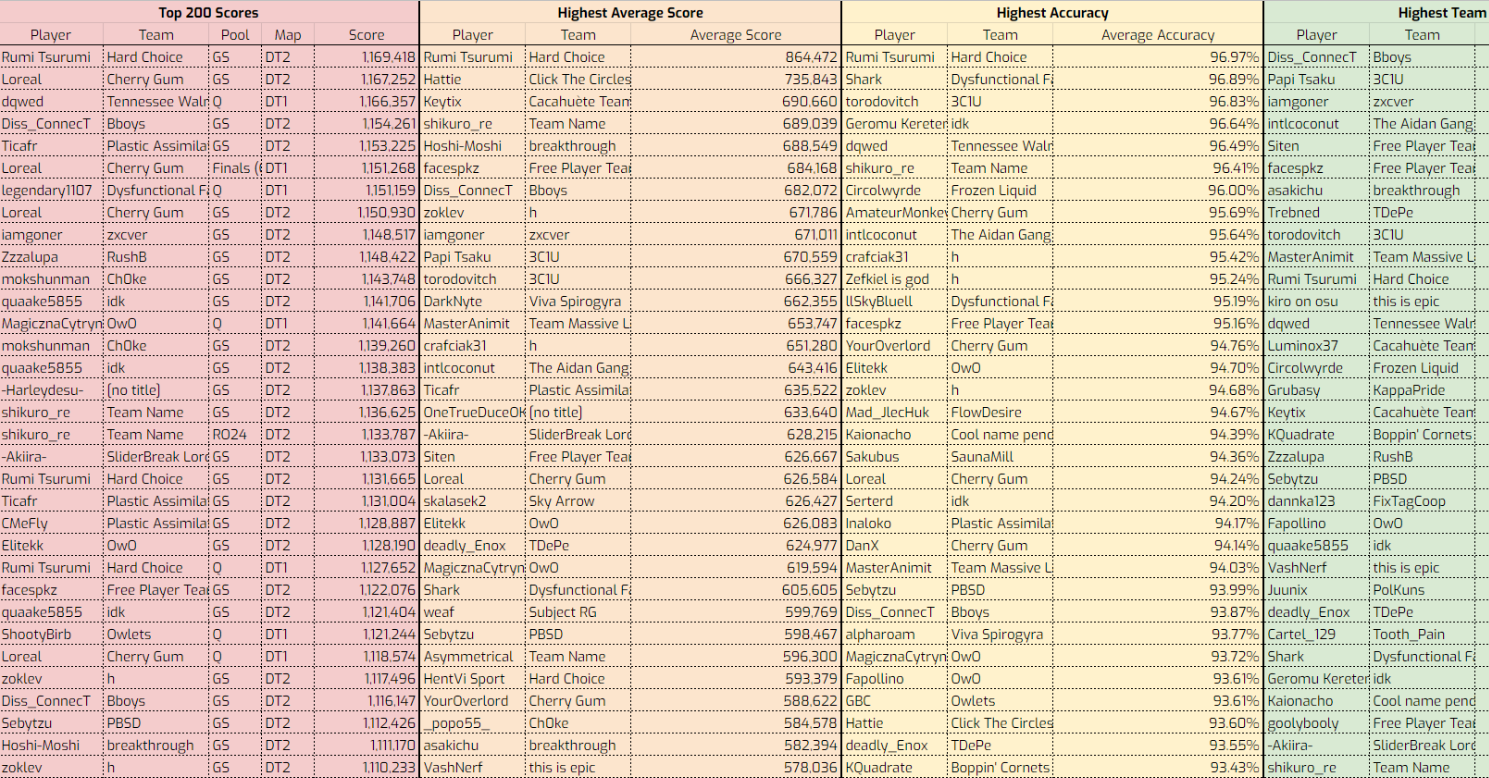 Top 200 Scores Highest Average Score Highest Accuracy Highest Team
Player Team Pool Map Score Player Team Average Score Player Team Average Accuracy Player Team
Rumi Tsurumi Hard Choice GS DT2 1,169,418 Rumi Tsurumi Hard Choice 864,472 Rumi Tsurumi Hard Choice 96.97% Diss_ConnecT Bboys
Loreal Cherry Gum GS DT2 1,167,252 Hattie Click The Circles 735,843 Shark Dysfunctional Fa 96.89% Papi Tsaku 3C1U
dqwed Tennessee Waln Q DT1 1,166,357 Keytix Cacahuète Team 690,660 torodovitch 3C1U 96.83% iamgoner zxcver
Diss_ConnecT Bboys GS DT2 1,154,261 shikuro_re Team Name 689,039 Geromu Kereter idk 96.64% intlcoconut The Aidan Gang
Ticafr Plastic Assimila GS DT2 1,153,225 Hoshi-Moshi breakthrough 688,549 dqwed Tennessee Waln 96.49% Siten Free Player Tea
Loreal Cherry Gum Finals ( DT1 1,151,268 facespkz Free Player Tea 684,168 shikuro_re Team Name 96.41% facespkz Free Player Tea
legendary1107 Dysfunctional Fa Q DT1 1,151,159 Diss_ConnecT Bboys 682,072 Circolwyrde Frozen Liquid 96.00% asakichu breakthrough
Loreal Cherry Gum GS DT2 1,150,930 zoklev h 671,786 AmateurMonkey Cherry Gum 95.69% Trebned TDePe
iamgoner zxcver GS DT2 1,148,517 iamgoner zxcver 671,011 intlcoconut The Aidan Gang 95.64% torodovitch 3C1U
Zzzalupa RushB GS DT2 1,148,422 Papi Tsaku 3C1U 670,559 crafciak31 h 95.42% MasterAnimit Team Massive L
mokshunman Ch0ke GS DT2 1,143,748 torodovitch 3C1U 666,327 Zefkiel is god h 95.24% Rumi Tsurumi Hard Choice
quaake5855 idk GS DT2 1,141,706 DarkNyte Viva Spirogyra 662,355 llSkyBluell Dysfunctional Fa 95.19% kiro on osu this is epic
MagicznaCytryn OwO Q DT1 1,141,664 MasterAnimit Team Massive L 653,747 facespkz Free Player Tea 95.16% dqwed Tennessee Waln
mokshunman Ch0ke GS DT2 1,139,260 crafciak31 h 651,280 YourOverlord Cherry Gum 94.76% Luminox37 Cacahuète Team
quaake5855 idk GS DT2 1,138,383 intlcoconut The Aidan Gang 643,416 Elitekk OwO 94.70% Circolwyrde Frozen Liquid
-Harleydesu- [no title] GS DT2 1,137,863 Ticafr Plastic Assimila 635,522 zoklev h 94.68% Grubasy KappaPride
shikuro_re Team Name GS DT2 1,136,625 OneTrueDuceOK [no title] 633,640 Mad_JlecHuk FlowDesire 94.67% Keytix Cacahuète Team
shikuro_re Team Name RO24 DT2 1,133,787 -Akiira- SliderBreak Lord 628,215 Kaionacho Cool name pend 94.39% KQuadrate Boppin' Cornets
-Akiira- SliderBreak Lord GS DT2 1,133,073 Siten Free Player Tea 626,667 Sakubus SaunaMill 94.36% Zzzalupa RushB
Rumi Tsurumi Hard Choice GS DT2 1,131,665 Loreal Cherry Gum 626,584 Loreal Cherry Gum 94.24% Sebytzu PBSD
Ticafr Plastic Assimila GS DT2 1,131,004 skalasek2 Sky Arrow 626,427 Serterd idk 94.20% dannka123 FixTagCoop
CMeFly Plastic Assimila GS DT2 1,128,887 Elitekk OwO 626,083 Inaloko Plastic Assimila 94.17% Fapollino OwO
Elitekk OwO GS DT2 1,128,190 deadly_Enox TDePe 624,977 DanX Cherry Gum 94.14% quaake5855 idk
Rumi Tsurumi Hard Choice Q DT1 1,127,652 MagicznaCytryn OwO 619,594 MasterAnimit Team Massive L 94.03% VashNerf this is epic
facespkz Free Player Tea GS DT2 1,122,076 Shark Dysfunctional Fa 605,605 Sebytzu PBSD 93.99% Juunix PolKuns
quaake5855 idk GS DT2 1,121,404 weaf Subject RG 599,769 Diss_ConnecT Bboys 93.87% deadly_Enox TDePe
ShootyBirb Owlets Q DT1 1,121,244 Sebytzu PBSD 598,467 alpharoam Viva Spirogyra 93.77% Cartel_129 Tooth_Pain
Loreal Cherry Gum Q DT1 1,118,574 Asymmetrical Team Name 596,300 MagicznaCytryn OwO 93.72% Shark Dysfunctional Fa
zoklev h GS DT2 1,117,496 HentVi Sport Hard Choice 593,379 Fapollino OwO 93.61% Geromu Kereter idk
Diss_ConnecT Bboys GS DT2 1,116,147 YourOverlord Cherry Gum 588,622 GBC Owlets 93.61% Kaionacho Cool name pend
Sebytzu PBSD GS DT2 1,112,426 _popo55_ Ch0ke 584,578 Hattie Click The Circles 93.60% goolybooly Free Player Tea
Hoshi-Moshi breakthrough GS DT2 1,111,170 asakichu breakthrough 582,394 deadly_Enox TDePe 93.55% -Akiira- SliderBreak Lord
zoklev h GS DT2 1,110,233 VashNerf this is epic 578,036 KQuadrate Boppin' Cornets 93.43% shikuro_re Team Name